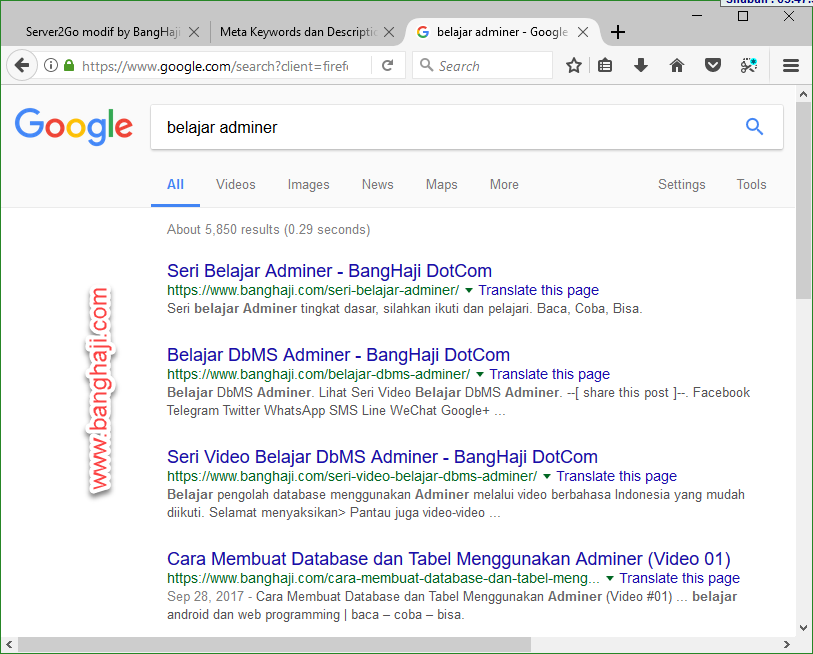 Server2Go modif by BangHaji
Meta Keywords dan Descriptio
belajar adminer - Google
https://www.google.com/search?client=firef
Search
Google
belajar adminer
All Videos Images News Maps More Settings Tools
About 5,850 results (0.29 seconds)
Seri Belajar Adminer - BangHaji DotCom
https://www.banghaji.com/seri-belajar-adminer/ Translate this page
Seri belajar Adminer tingkat dasar, silahkan ikuti dan pelajari. Baca, Coba, Bisa.
Belajar DbMS Adminer - BangHaji DotCom
https://www.banghaji.com/belajar-dbms-adminer/ Translate this page
Belajar DbMS Adminer. Lihat Seri Video Belajar DbMS Adminer. --[ share this post ]--. Facebook
Telegram Twitter WhatsApp SMS Line WeChat Google+ ...
Seri Video Belajar DbMS Adminer - BangHaji DotCom
https://www.banghaji.com/seri-video-belajar-dbms-adminer/ Translate this page
Belajar pengolah database menggunakan Adminer melalui video berbahasa Indonesia yang mudah
diikuti. Selamat menyaksikan> Pantau juga video-video ...
Cara Membuat Database dan Tabel Menggunakan Adminer (Video 01)
https://www.banghaji.com/cara-membuat-database-dan-tabel-meng... Translate this page
Sep 28, 2017 - Cara Membuat Database dan Tabel Menggunakan Adminer (Video #01) ... belajar
android dan web programming | baca – coba – bisa.
www.banghaji.com